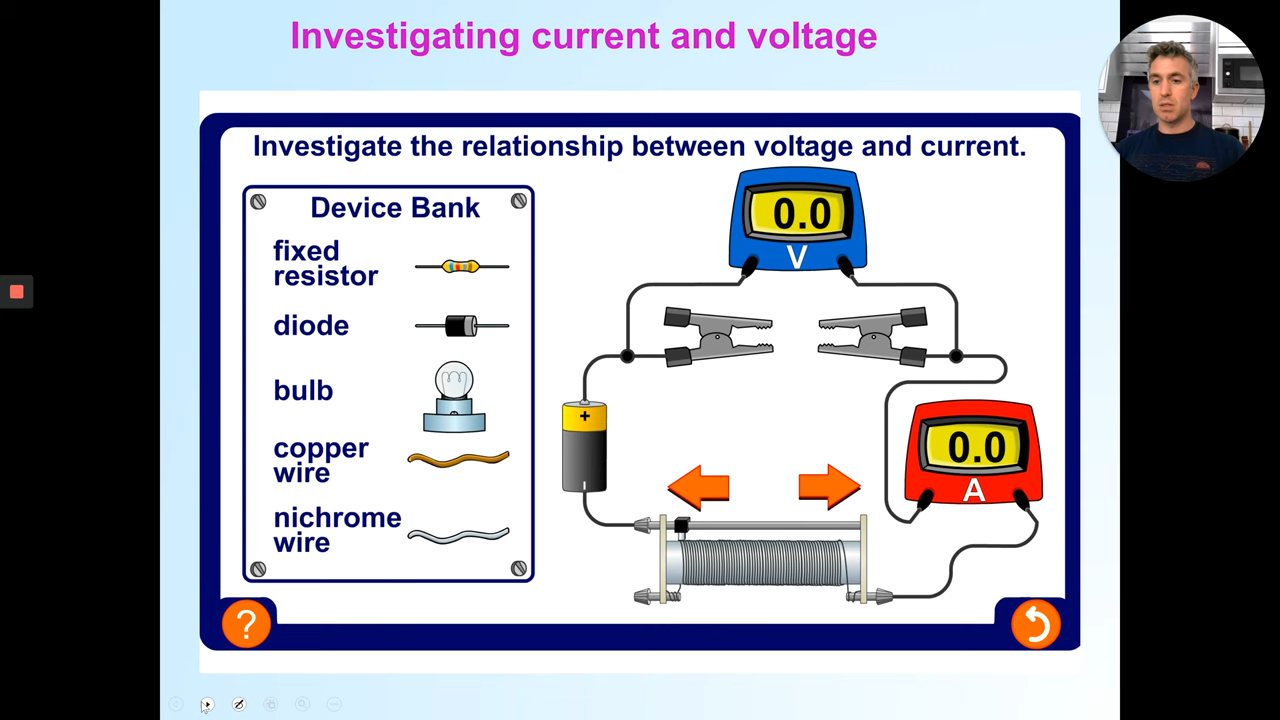 Investigating current and voltage
Investigate the relationship between voltage and current.
Device Bank
fixed
resistor
diode
bulb
copper
wire
nichrome
wire
0.0
V
+
0.0
A
?